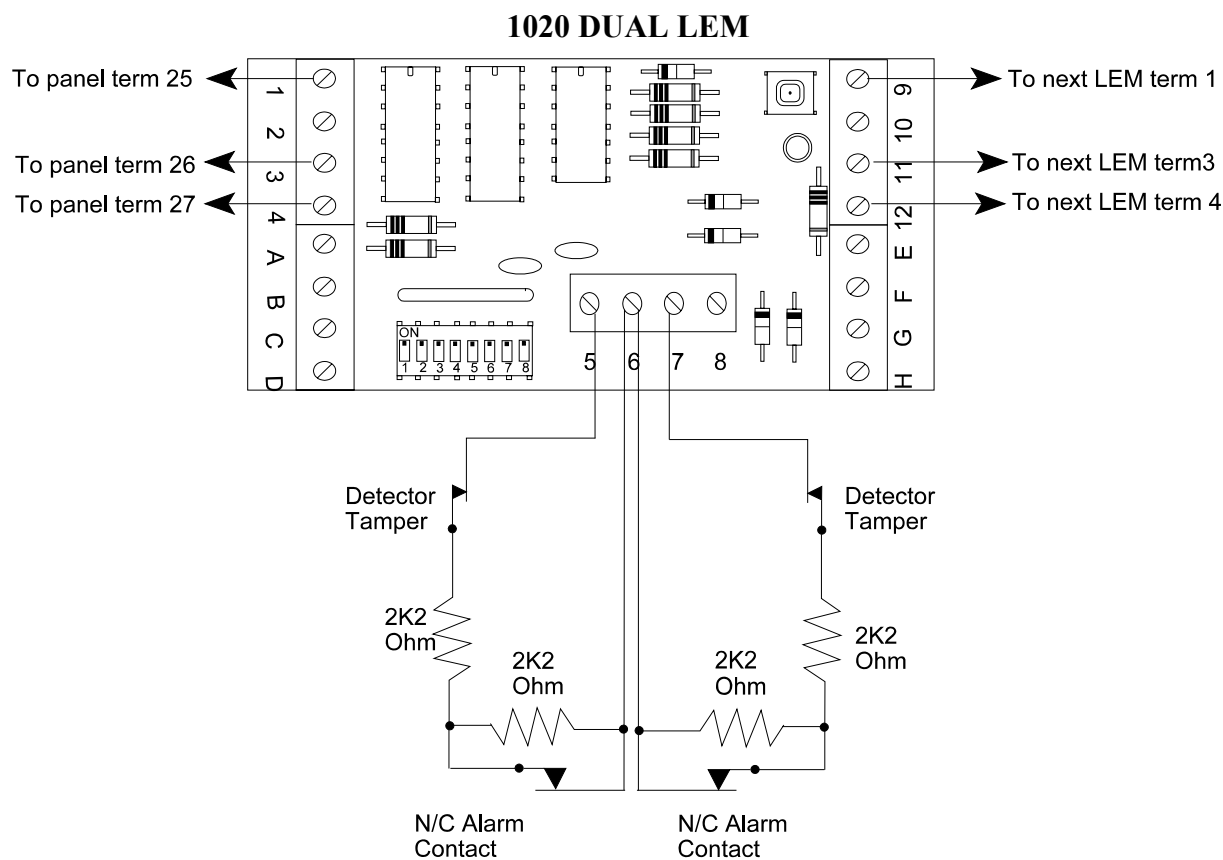 1020 DUAL LEM
To panel term 25
To panel term 26
To panel term 27
1
2
3
4
A
B
C
D
ON
1 2 3 4 5 6 7 8
5 6 7 8
9
10
11
12
E
F
G
H
To next LEM term 1
To next LEM term3
To next LEM term 4
Detector
Tamper
Detector
Tamper
2K2
Ohm
2K2
Ohm
2K2
Ohm
2K2
Ohm
N/C Alarm
Contact
N/C Alarm
Contact